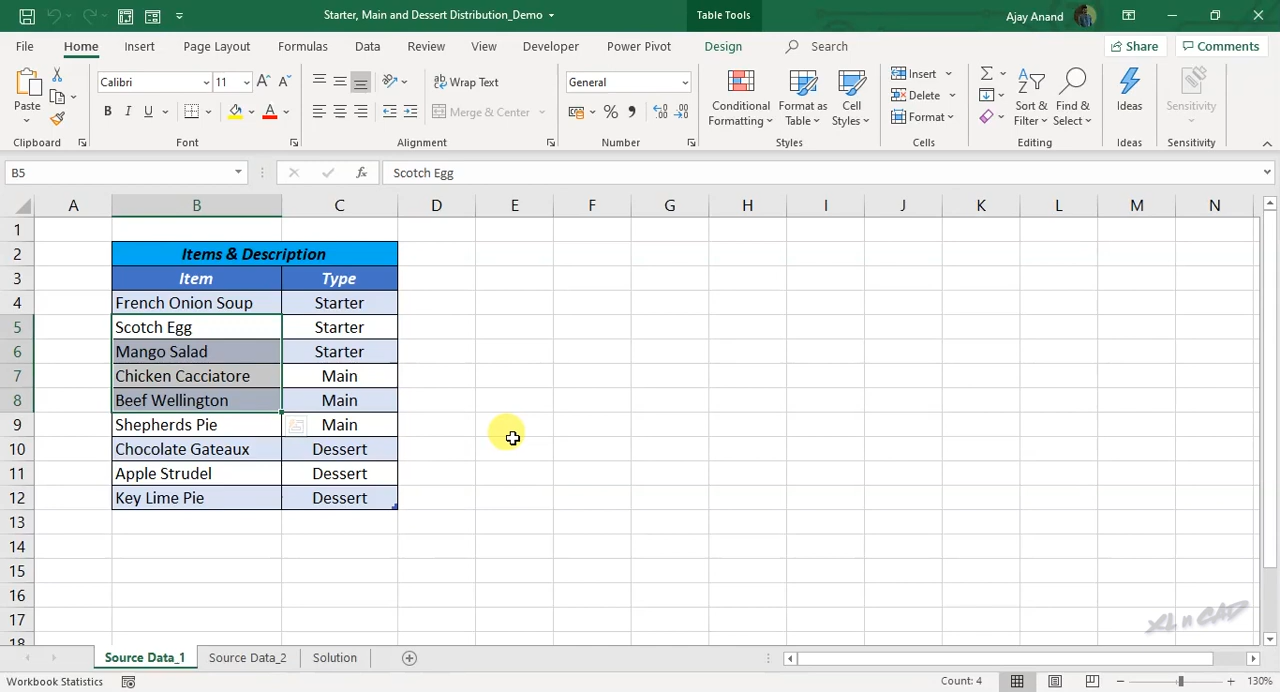 Starter, Main and Dessert Distribution_Demo
Table Tools
Ajay Anand
File Home Insert Page Layout Formulas Data Review View Developer Power Pivot Design Search Share Comments
Paste
Calibri 11
Wrap Text
General
Conditional Formatting
Format as Table
Cell Styles
Insert
Delete
Format
Sort & Filter
Find & Select
Ideas
Sensitivity
Merge & Center
Clipboard Font Alignment Number Styles Cells Editing Ideas Sensitivity
B5 fx Scotch Egg
A B C D E F G H I J K L M N
1
2 Items & Description
3 Item Type
4 French Onion Soup Starter
5 Scotch Egg Starter
6 Mango Salad Starter
7 Chicken Cacciatore Main
8 Beef Wellington Main
9 Shepherds Pie Main
10 Chocolate Gateaux Dessert
11 Apple Strudel Dessert
12 Key Lime Pie Dessert
13
14
15
16
17
18
XL n CAD
Source Data_1 Source Data_2 Solution
Workbook Statistics Count: 4 130%